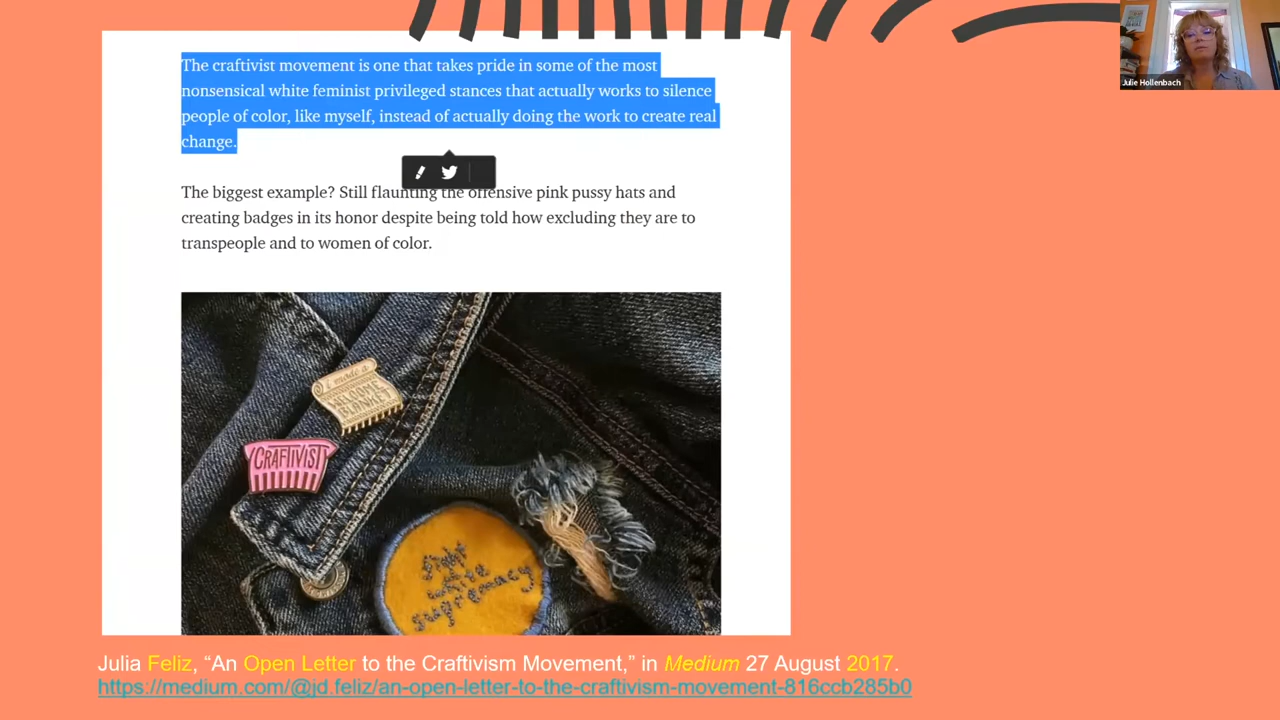 The craftivist movement is one that takes pride in some of the most
nonsensical white feminist privileged stances that actually works to silence
people of color, like myself, instead of actually doing the work to create real
change.
Julie Hollenbach
The biggest example? Still flaunting the offensive pink pussy hats and
creating badges in its honor despite being told how excluding they are to
transpeople and to women of color.
I made a
WELCOME
BLANKET
CRAFTIVIST
fight
white
supremacy
Julia Feliz, “An Open Letter to the Craftivism Movement,” in Medium 27 August 2017.
https://medium.com/@jd.feliz/an-open-letter-to-the-craftivism-movement-816ccb285b0